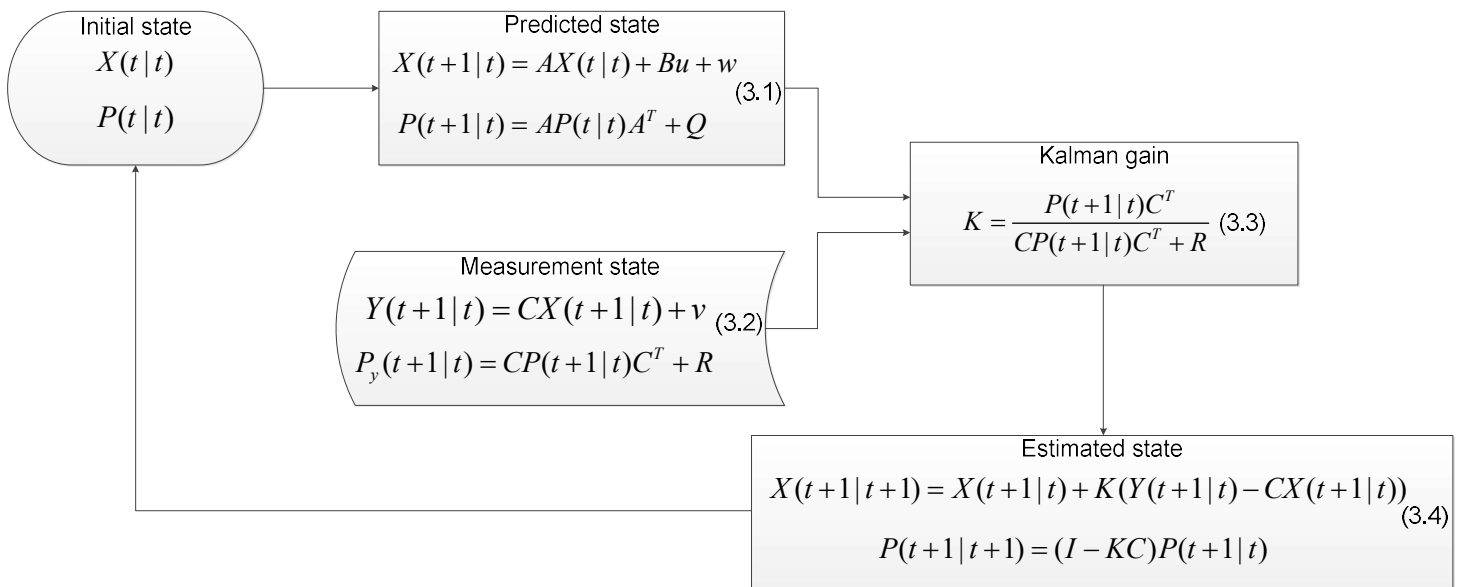 Initial state
X(t|t)
P(t|t)
Predicted state
X(t+1|t) = AX(t|t) + Bu + w
(3.1)
P(t+1|t) = AP(t|t)A^T + Q
Measurement state
Y(t+1|t) = CX(t+1|t) + v
(3.2)
P_y(t+1|t) = CP(t+1|t)C^T + R
Kalman gain
K = \frac{P(t+1|t)C^T}{CP(t+1|t)C^T + R} (3.3)
Estimated state
X(t+1|t+1) = X(t+1|t) + K(Y(t+1|t) − CX(t+1|t))
(3.4)
P(t+1|t+1) = (I − KC)P(t+1|t)